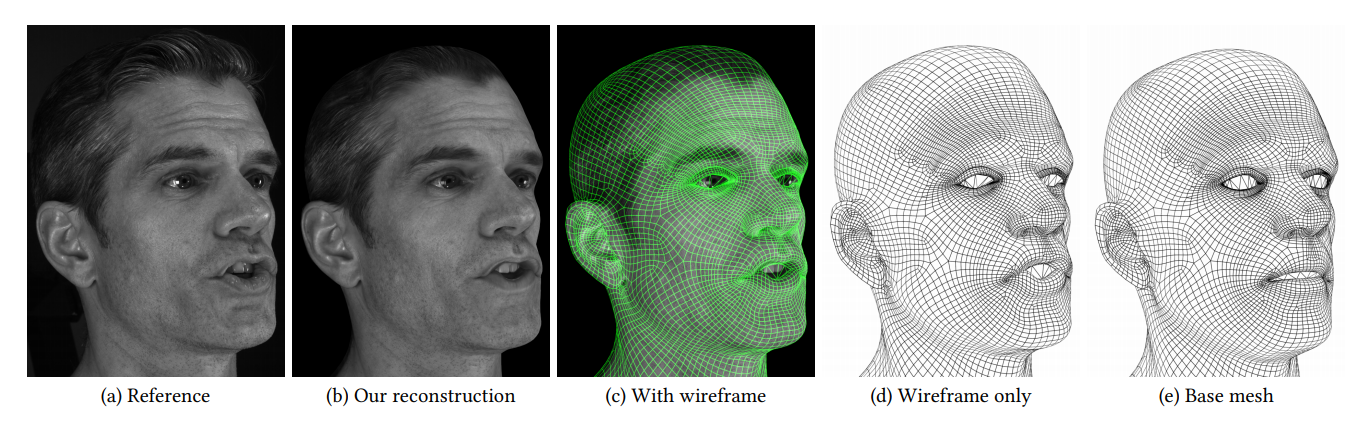 (a) Reference
(b) Our reconstruction
(c) With wireframe
(d) Wireframe only
(e) Base mesh